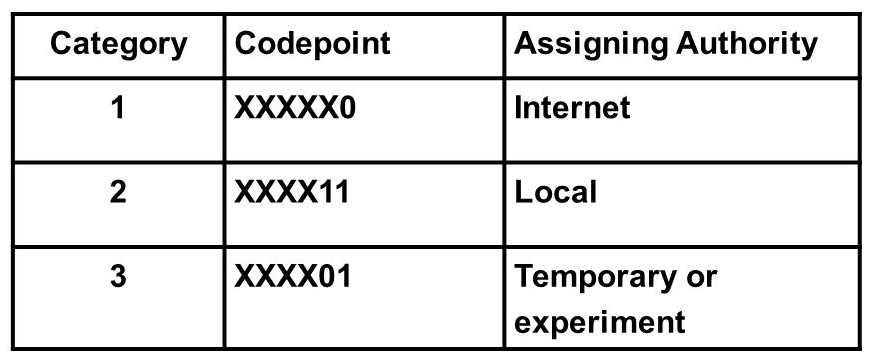 Category Codepoint Assigning Authority
1 XXXXX0 Internet
2 XXXX11 Local
3 XXXX01 Temporary or
experiment